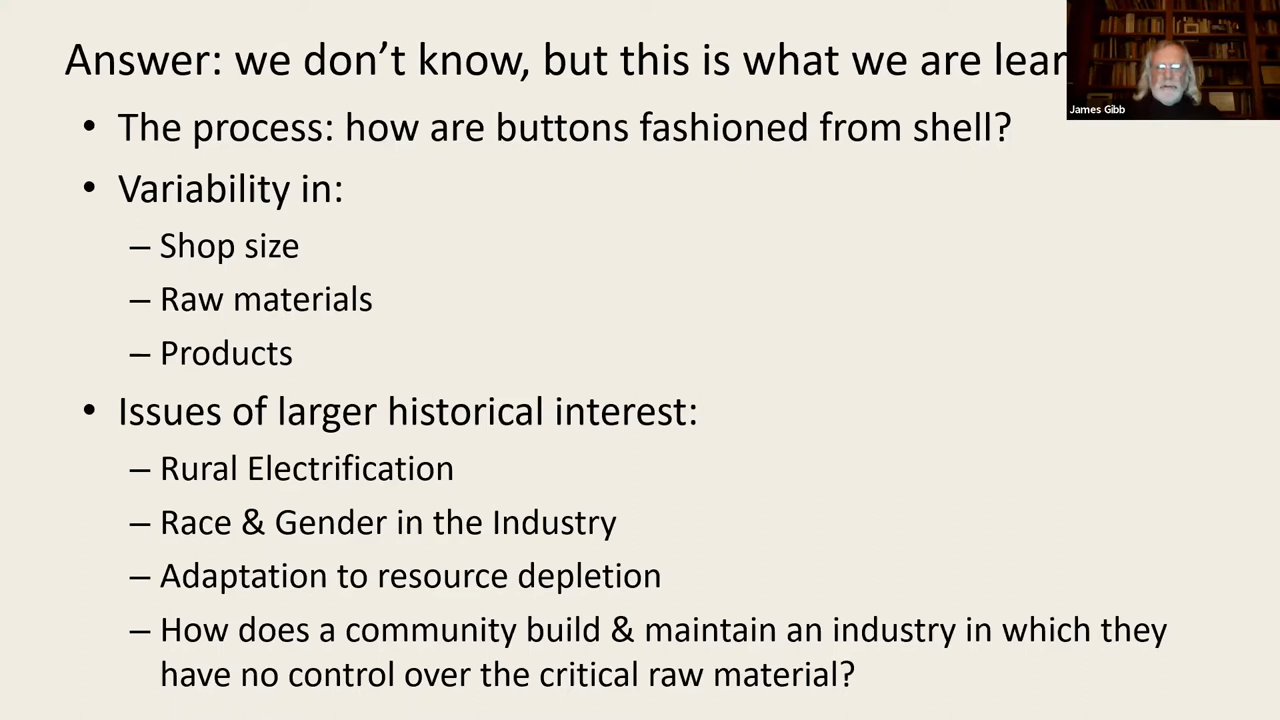 Answer: we don’t know, but this is what we are lear
James Gibb
• The process: how are buttons fashioned from shell?
• Variability in:
– Shop size
– Raw materials
– Products
• Issues of larger historical interest:
– Rural Electrification
– Race & Gender in the Industry
– Adaptation to resource depletion
– How does a community build & maintain an industry in which they
have no control over the critical raw material?